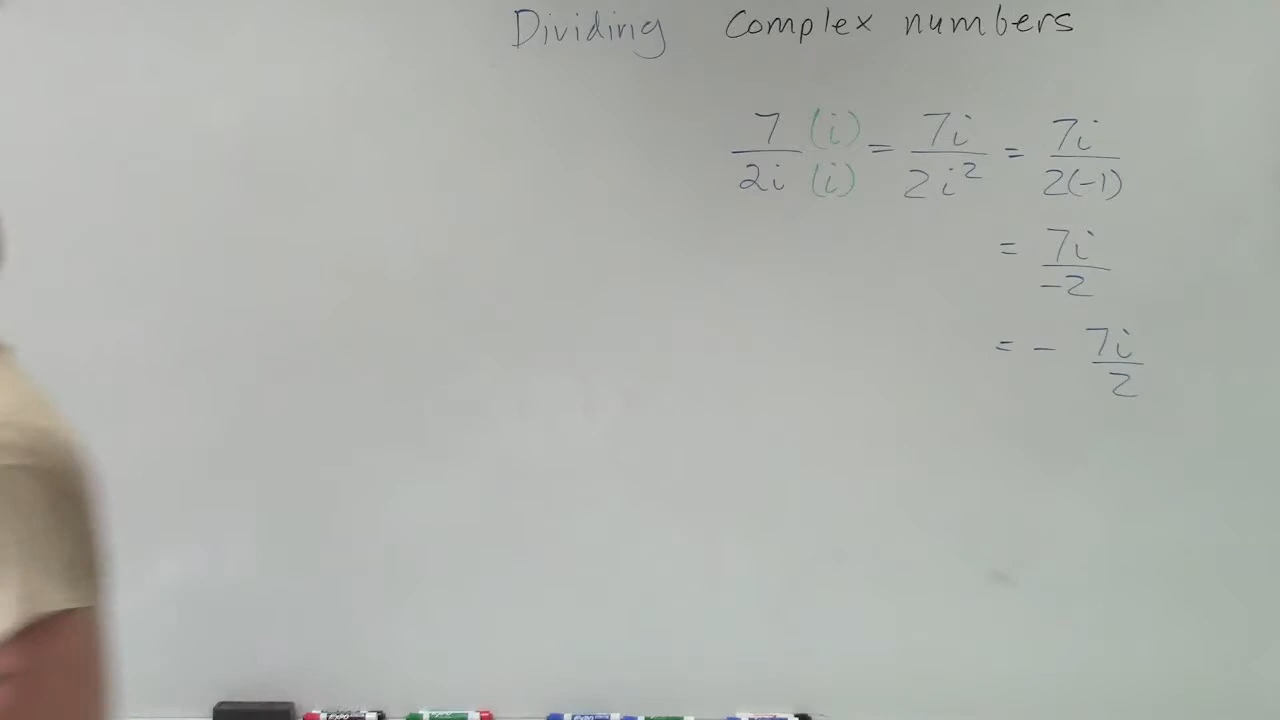 Dividing Complex numbers
7/2i (i)/(i) = 7i/2i² = 7i/2(-1)
= 7i/-2
= - 7i/2